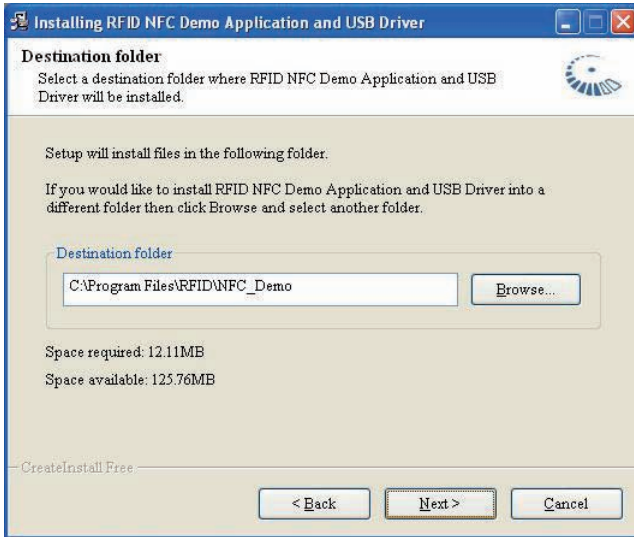 Installing RFID NFC Demo Application and USB Driver
Destination folder
Select a destination folder where RFID NFC Demo Application and USB
Driver will be installed.
Setup will install files in the following folder.
If you would like to install RFID NFC Demo Application and USB Driver into a
different folder then click Browse and select another folder.
Destination folder
C:\Program Files\RFID\NFC_Demo
Browse...
Space required: 12.11MB
Space available: 125.76MB
CreateInstall Free
< Back
Next >
Cancel